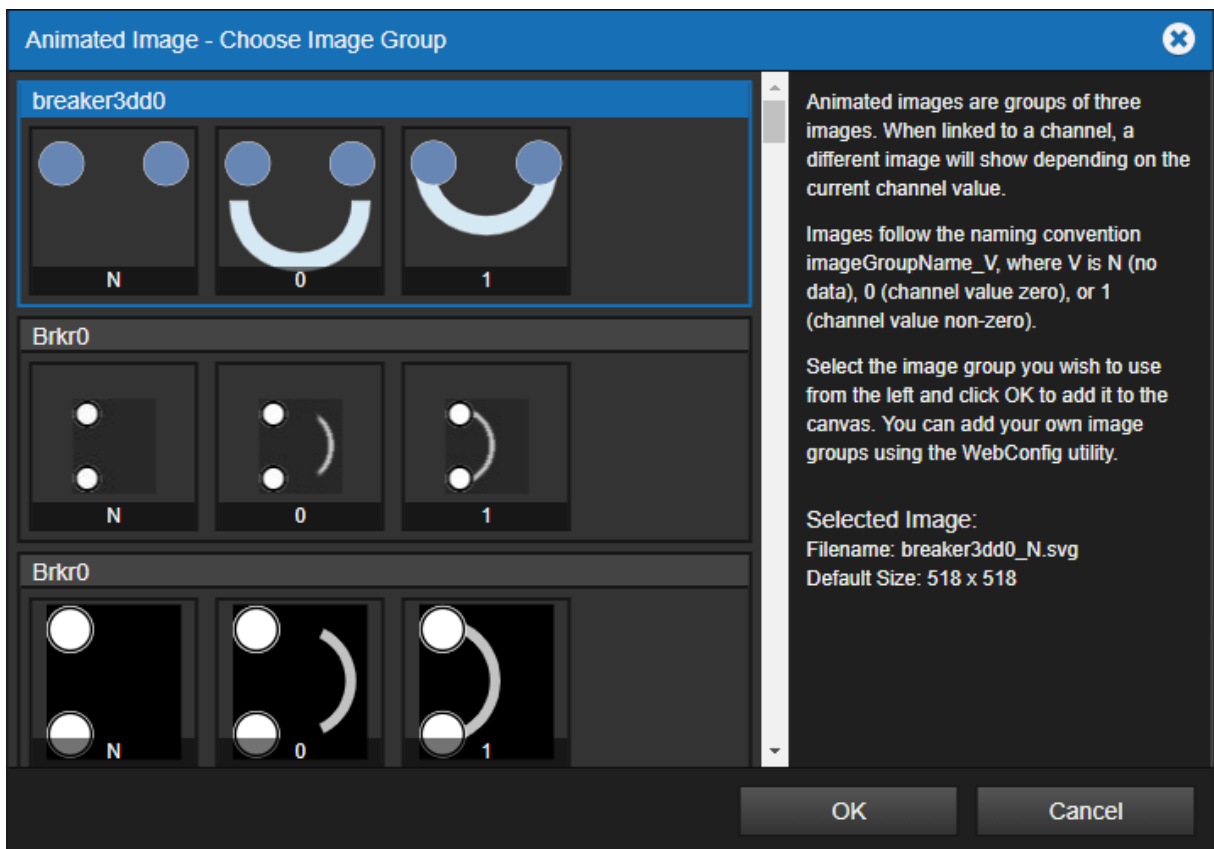 Animated Image - Choose Image Group
breaker3dd0
N
0
1
Brkr0
N
0
1
Brkr0
N
0
1
Animated images are groups of three
images. When linked to a channel, a
different image will show depending on the
current channel value.
Images follow the naming convention
imageGroupName_V, where V is N (no
data), 0 (channel value zero), or 1
(channel value non-zero).
Select the image group you wish to use
from the left and click OK to add it to the
canvas. You can add your own image
groups using the WebConfig utility.
Selected Image:
Filename: breaker3dd0_N.svg
Default Size: 518 x 518
OK
Cancel